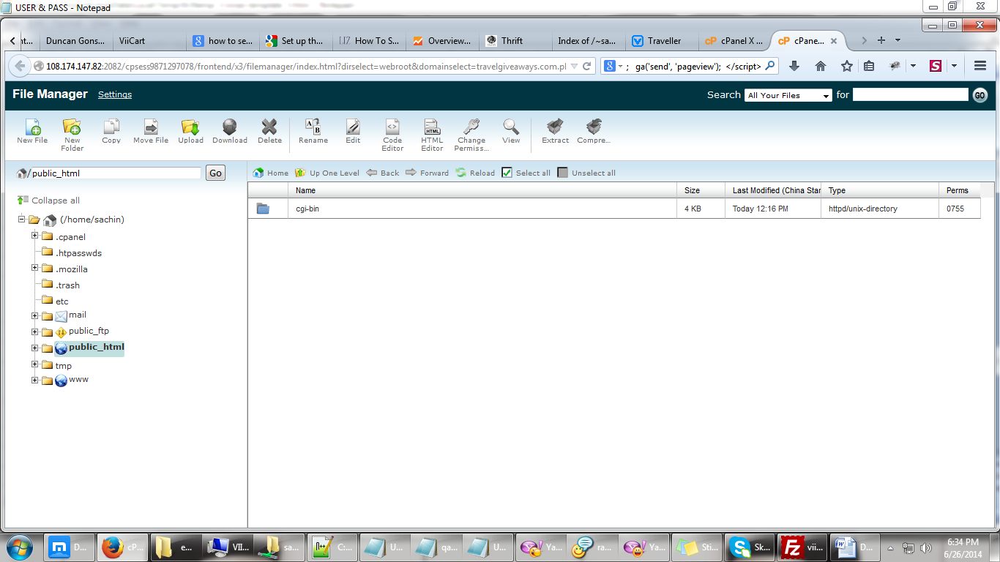 USER & PASS - Notepad
nt... Duncan Gons... ViiCart how to se... Set up th... How To S... Overview... Thrift Index of /~sa... Traveller cPanel X ... cPane...
108.174.147.82:2082/cpsess9871297078/frontend/x3/filemanager/index.html?dirselect=webroot&domainselect=travelgiveaways.com.pl
; ga('send', 'pageview'); </script>
File Manager Settings
Search All Your Files for GO
New File New Folder Copy Move File Upload Download Delete Rename Edit Code Editor HTML Editor Change Permiss... View Extract Compre...
/ public_html Go
Home Up One Level Back Forward Reload Select all Unselect all
Name Size Last Modified (China Star Type Perms
cgi-bin 4 KB Today 12:16 PM httpd/unix-directory 0755
Collapse all
(/home/sachin)
.cpanel
.htpasswds
.mozilla
.trash
etc
mail
public_ftp
public_html
tmp
www
D... cP... e... VII... sa... C:... U... qa... U... Ya... ra... Ya... Sti... Sk... vii... D...
6:34 PM
6/26/2014